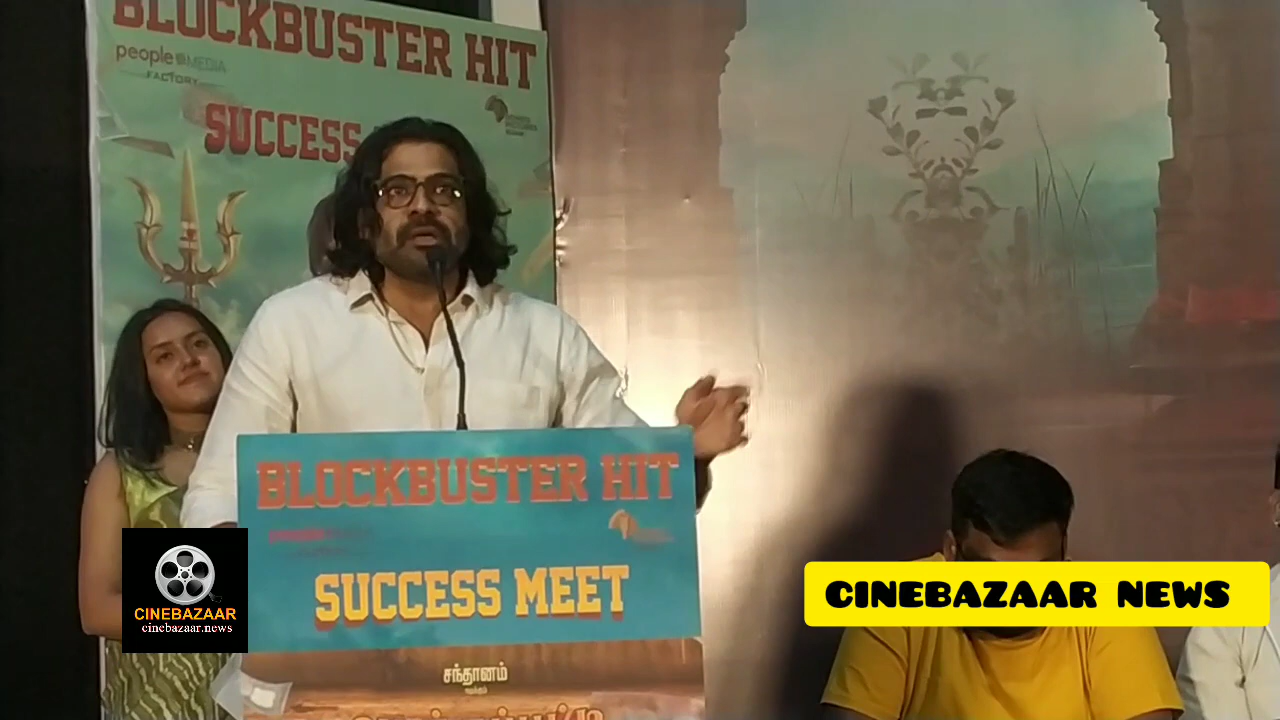 BLOCKBUSTER HIT
people MEDIA
FACTORY
SUCCESS
BLOCKBUSTER HIT
SUCCESS MEET
சந்தானம்
CINEBAZAAR
cinebazaar.news
CINEBAZAAR NEWS